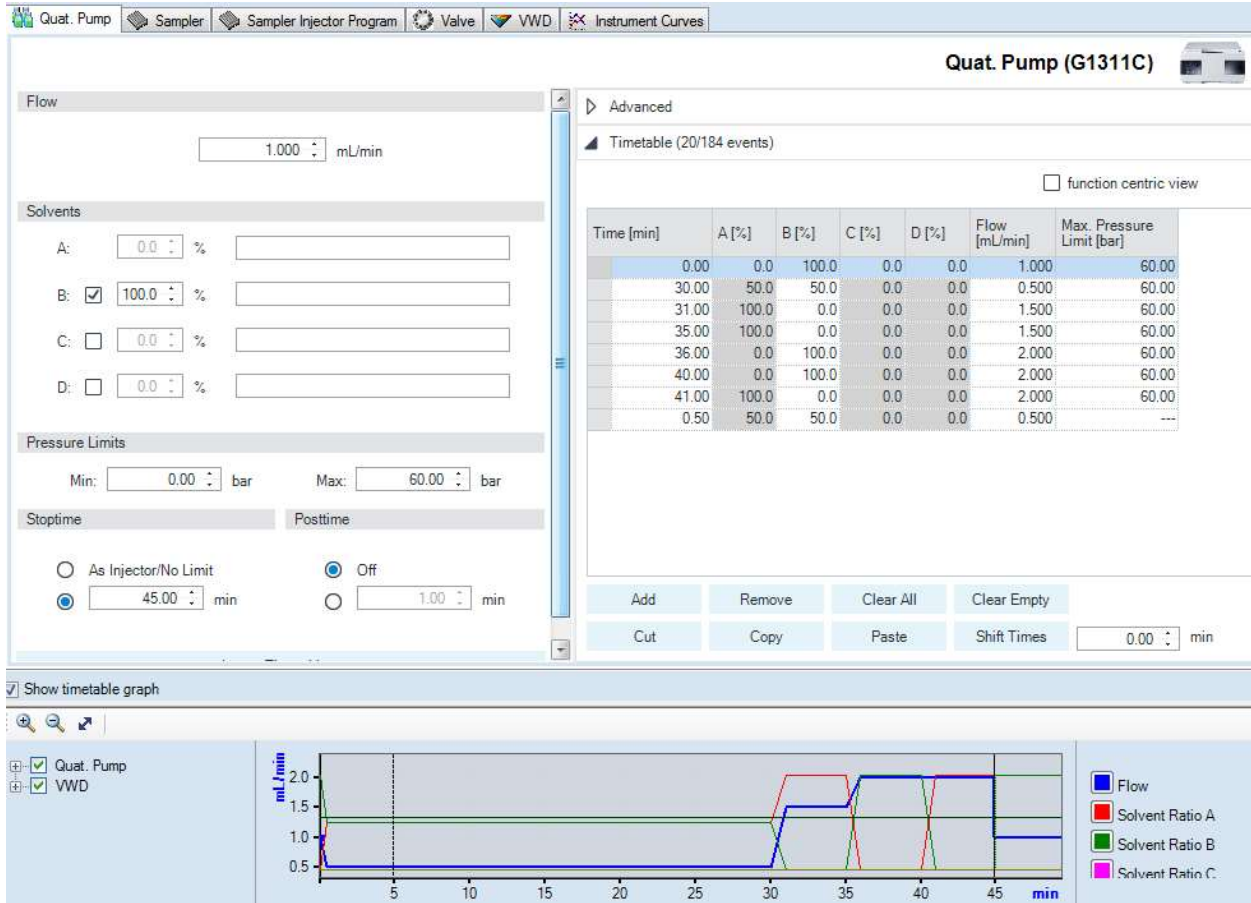 Quat. Pump Sampler Sampler Injector Program Valve VWD Instrument Curves
Quat. Pump (G1311C)
Flow
1.000 mL/min
Solvents
A: 0.0 %
B: 100.0 %
C: 0.0 %
D: 0.0 %
Pressure Limits
Min: 0.00 bar Max: 60.00 bar
Stoptime Posttime
As Injector/No Limit Off
45.00 min 1.00 min
Advanced
Timetable (20/184 events)
function centric view
Time [min] A [%] B [%] C [%] D [%] Flow [mL/min] Max. Pressure Limit [bar]
0.00 0.0 100.0 0.0 0.0 1.000 60.00
30.00 50.0 50.0 0.0 0.0 0.500 60.00
31.00 100.0 0.0 0.0 0.0 1.500 60.00
35.00 100.0 0.0 0.0 0.0 1.500 60.00
36.00 0.0 100.0 0.0 0.0 2.000 60.00
40.00 0.0 100.0 0.0 0.0 2.000 60.00
41.00 100.0 0.0 0.0 0.0 2.000 60.00
0.50 50.0 50.0 0.0 0.0 0.500 ---
Add Remove Clear All Clear Empty
Cut Copy Paste Shift Times 0.00 min
Show timetable graph
Quat. Pump
VWD
mL/min
2.0
1.5
1.0
0.5
5 10 15 20 25 30 35 40 45 min
Flow
Solvent Ratio A
Solvent Ratio B
Solvent Ratio C